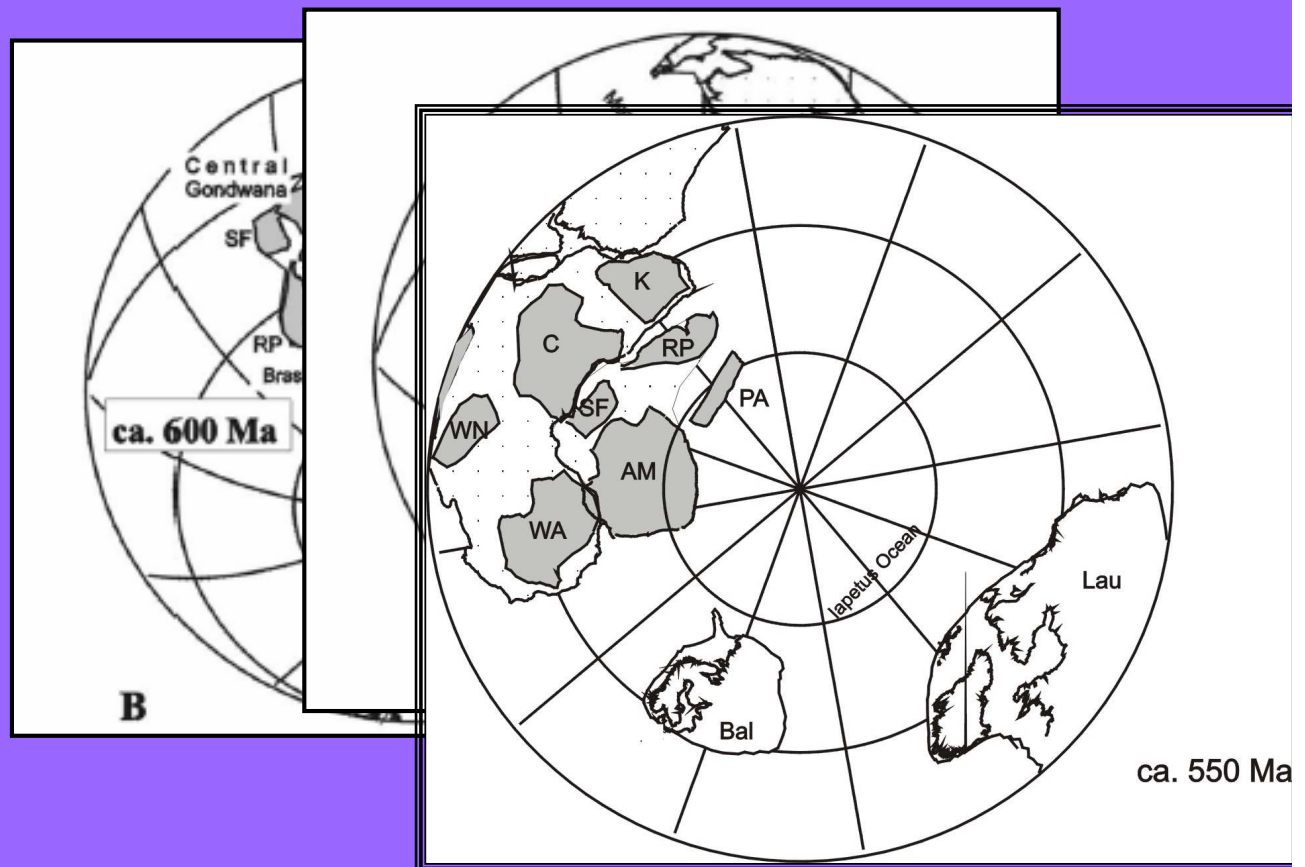 Central
Gondwana
SF
RP
Bras
ca. 600 Ma
B
K
C
RP
PA
SF
WN
AM
WA
Iapetus Ocean
Lau
Bal
ca. 550 Ma